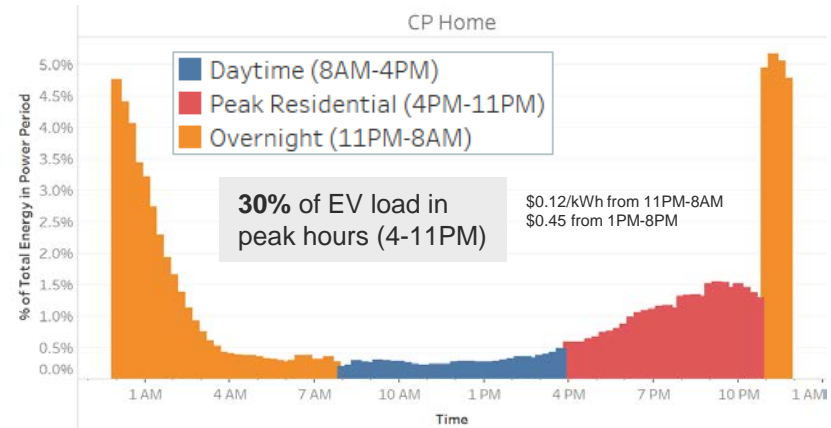 CP Home
Daytime (8AM-4PM)
Peak Residential (4PM-11PM)
Overnight (11PM-8AM)
30% of EV load in
peak hours (4-11PM)
$0.12/kWh from 11PM-8AM
$0.45 from 1PM-8PM
% of Total Energy in Power Period
5.0%
4.5%
4.0%
3.5%
3.0%
2.5%
2.0%
1.5%
1.0%
0.5%
0.0%
1 AM 4 AM 7 AM 10 AM 1 PM 4 PM 7 PM 10 PM 1 AM
Time